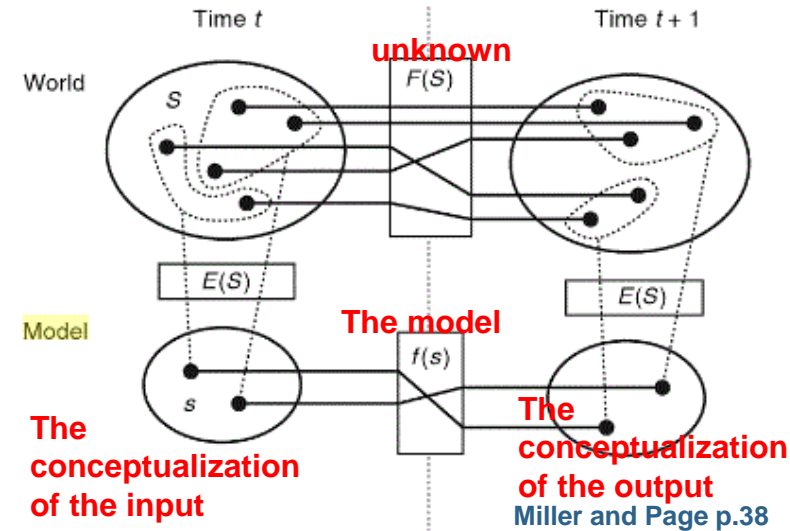 Time t
Time t + 1
unknown
World
F(S)
S
E(S)
E(S)
The model
Model
f(s)
s
The
conceptualization
of the input
The
conceptualization
of the output
Miller and Page p.38